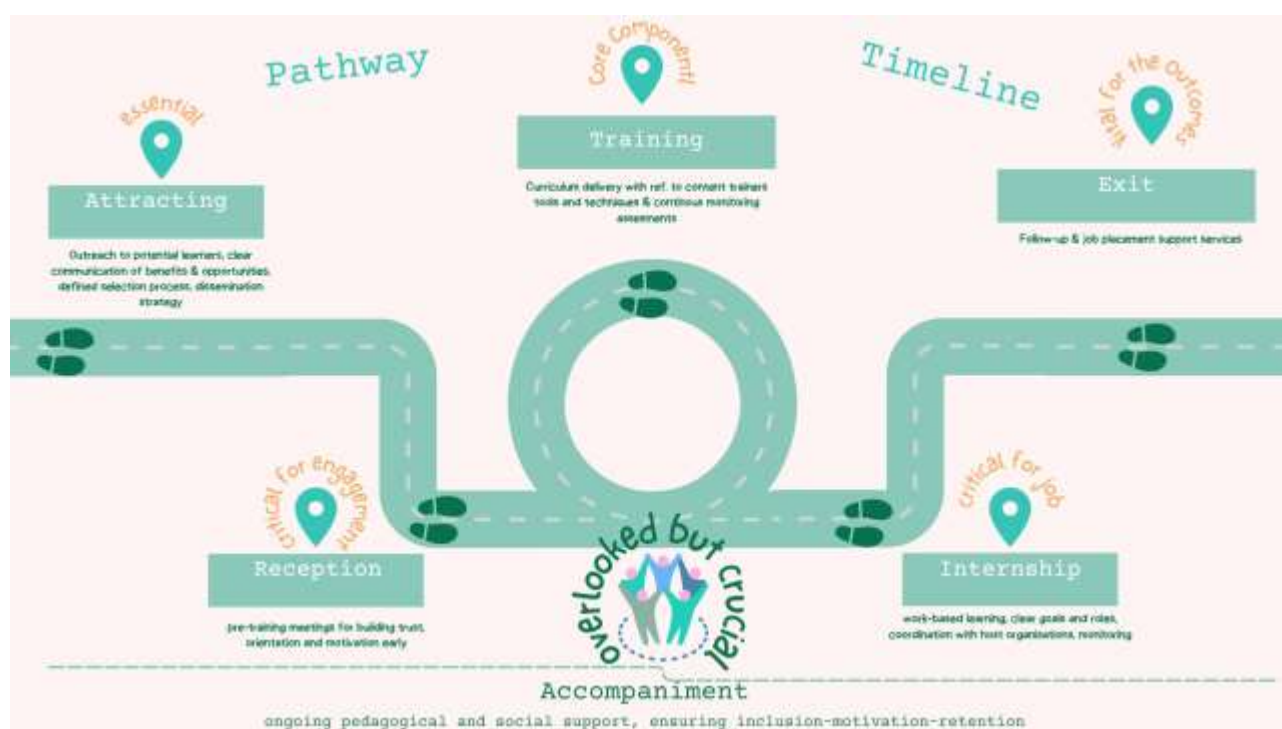 Pathway
Timeline
essential
Attracting
Outreach to potential learners, clear
communication of benefits & opportunities,
defined selection process, dissemination
strategy
critical for engagement
Reception
pre-training meetings for building trust,
orientation and motivation early
Core Component!
Training
Curriculum delivery with ref. to content trainers
tools and techniques & continous monitoring
assesments
critical for job
Internship
work-based learning, clear goals and roles,
coordination with host organisations, monitoring
Vital for the Outcomes
Exit
Follow-up & job placement support services
overlooked but crucial
Accompaniment
ongoing pedagogical and social support, ensuring inclusion-motivation-retention